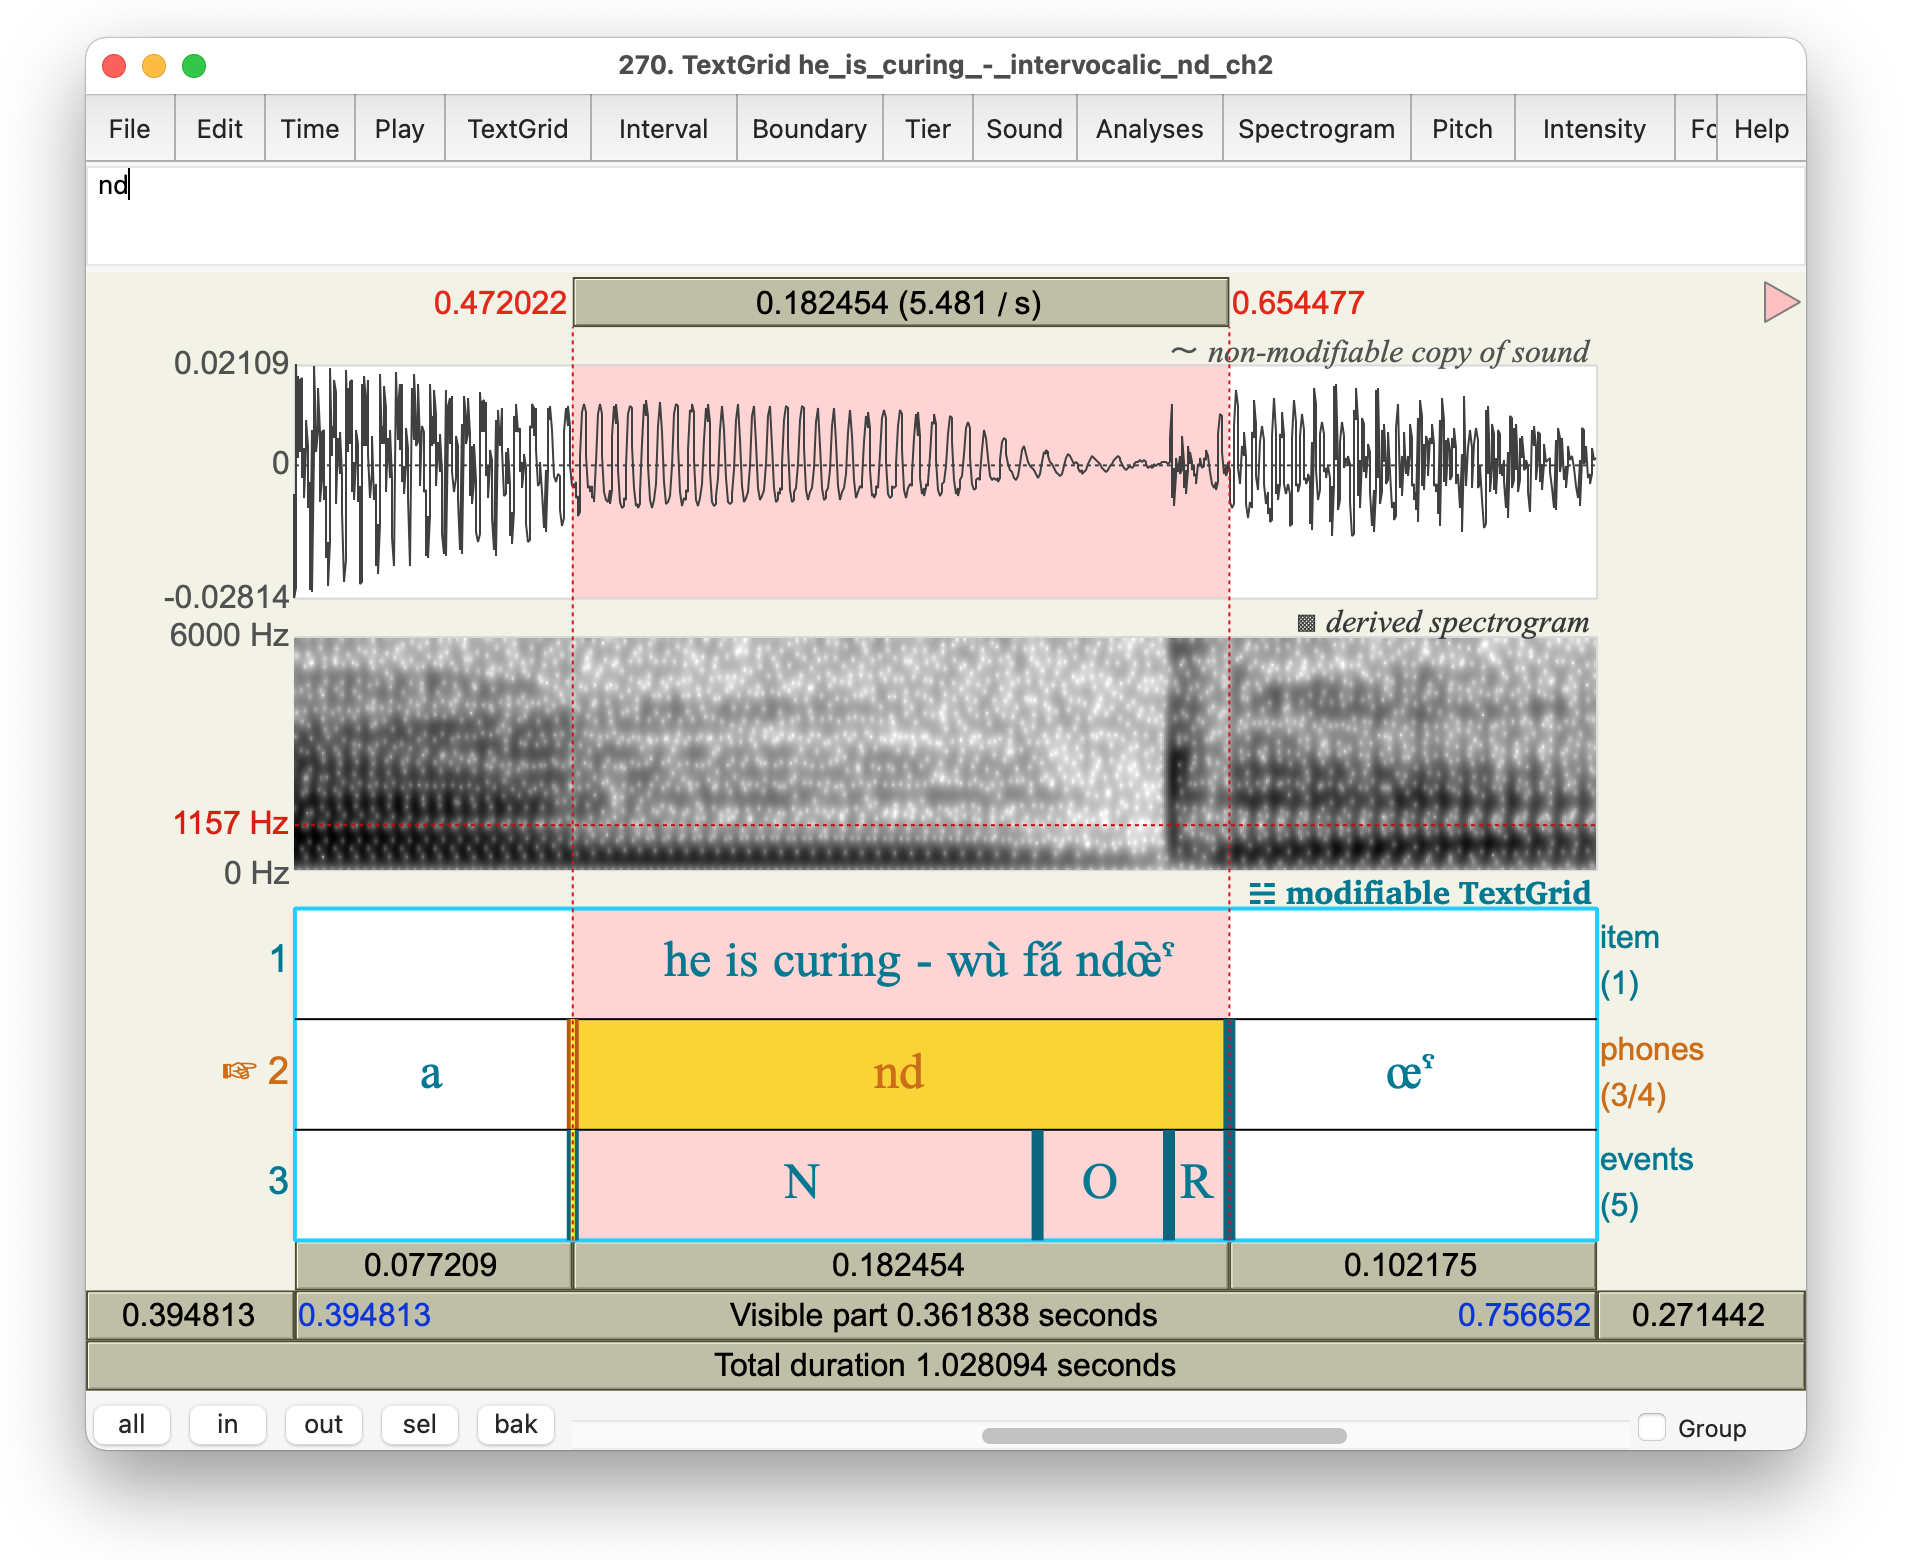 270. TextGrid he_is_curing_-_intervocalic_nd_ch2
File Edit Time Play TextGrid Interval Boundary Tier Sound Analyses Spectrogram Pitch Intensity Fo Help
nd
0.472022 0.182454 (5.481 / s) 0.654477
~ non-modifiable copy of sound
0.02109
0
-0.02814
derived spectrogram
6000 Hz
1157 Hz
0 Hz
modifiable TextGrid
1 he is curing - wù fã́ ndœ̃̀ˤ item (1)
☞ 2 a nd œˤ phones (3/4)
3 N O R events (5)
0.077209 0.182454 0.102175
0.394813 0.394813 Visible part 0.361838 seconds 0.756652 0.271442
Total duration 1.028094 seconds
all in out sel bak Group